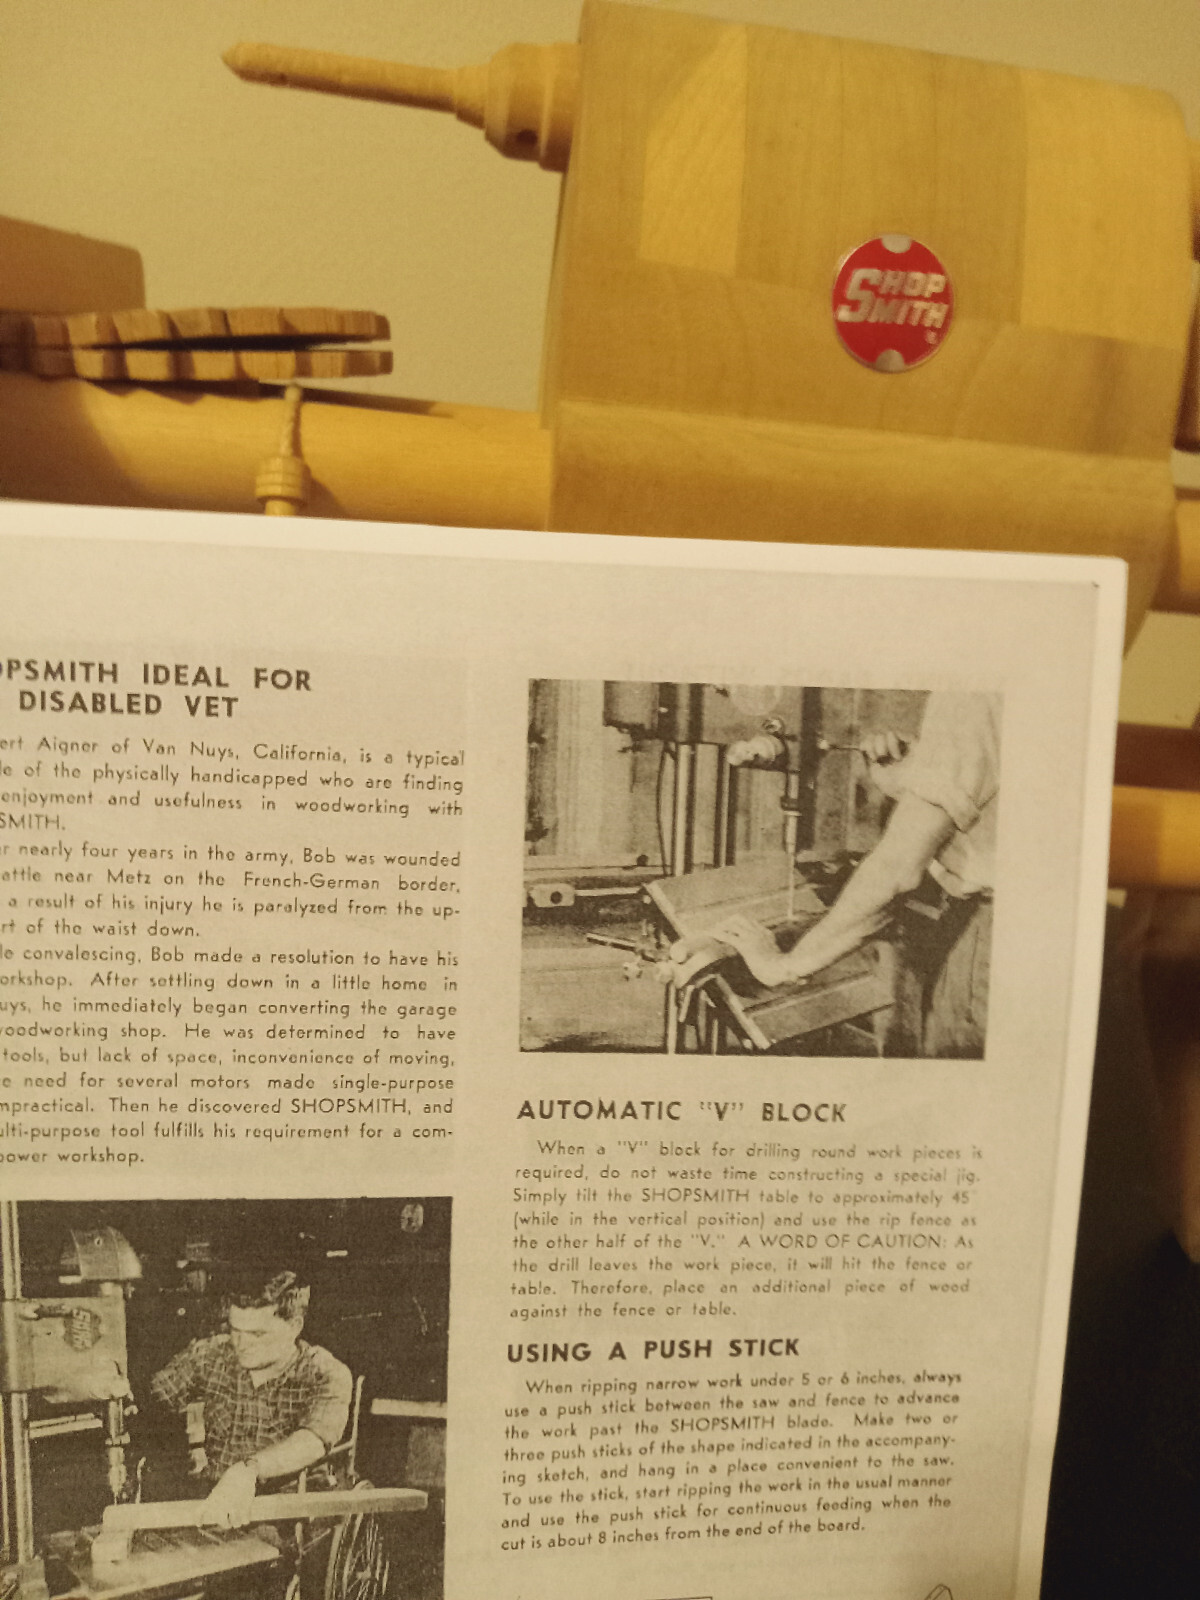 SHOP
SMITH
OPSMITH IDEAL FOR
DISABLED VET
ert Aigner of Van Nuys, California, is a typical
le of the physically handicapped who are finding
enjoyment and usefulness in woodworking with
SMITH.
r nearly four years in the army, Bob was wounded
attle near Metz on the French-German border,
a result of his injury he is paralyzed from the up-
rt of the waist down.
le convalescing, Bob made a resolution to have his
orkshop. After settling down in a little home in
uys, he immediately began converting the garage
woodworking shop. He was determined to have
tools, but lack of space, inconvenience of moving,
e need for several motors made single-purpose
mpractical. Then he discovered SHOPSMITH, and
ulti-purpose tool fulfills his requirement for a com-
power workshop.
AUTOMATIC "V" BLOCK
When a "V" block for drilling round work pieces is
required, do not waste time constructing a special jig.
Simply tilt the SHOPSMITH table to approximately 45°
(while in the vertical position) and use the rip fence as
the other half of the "V." A WORD OF CAUTION: As
the drill leaves the work piece, it will hit the fence or
table. Therefore, place an additional piece of wood
against the fence or table.
USING A PUSH STICK
When ripping narrow work under 5 or 6 inches, always
use a push stick between the saw and fence to advance
the work past the SHOPSMITH blade. Make two or
three push sticks of the shape indicated in the accompany-
ing sketch, and hang in a place convenient to the saw.
To use the stick, start ripping the work in the usual manner
and use the push stick for continuous feeding when the
cut is about 8 inches from the end of the board.